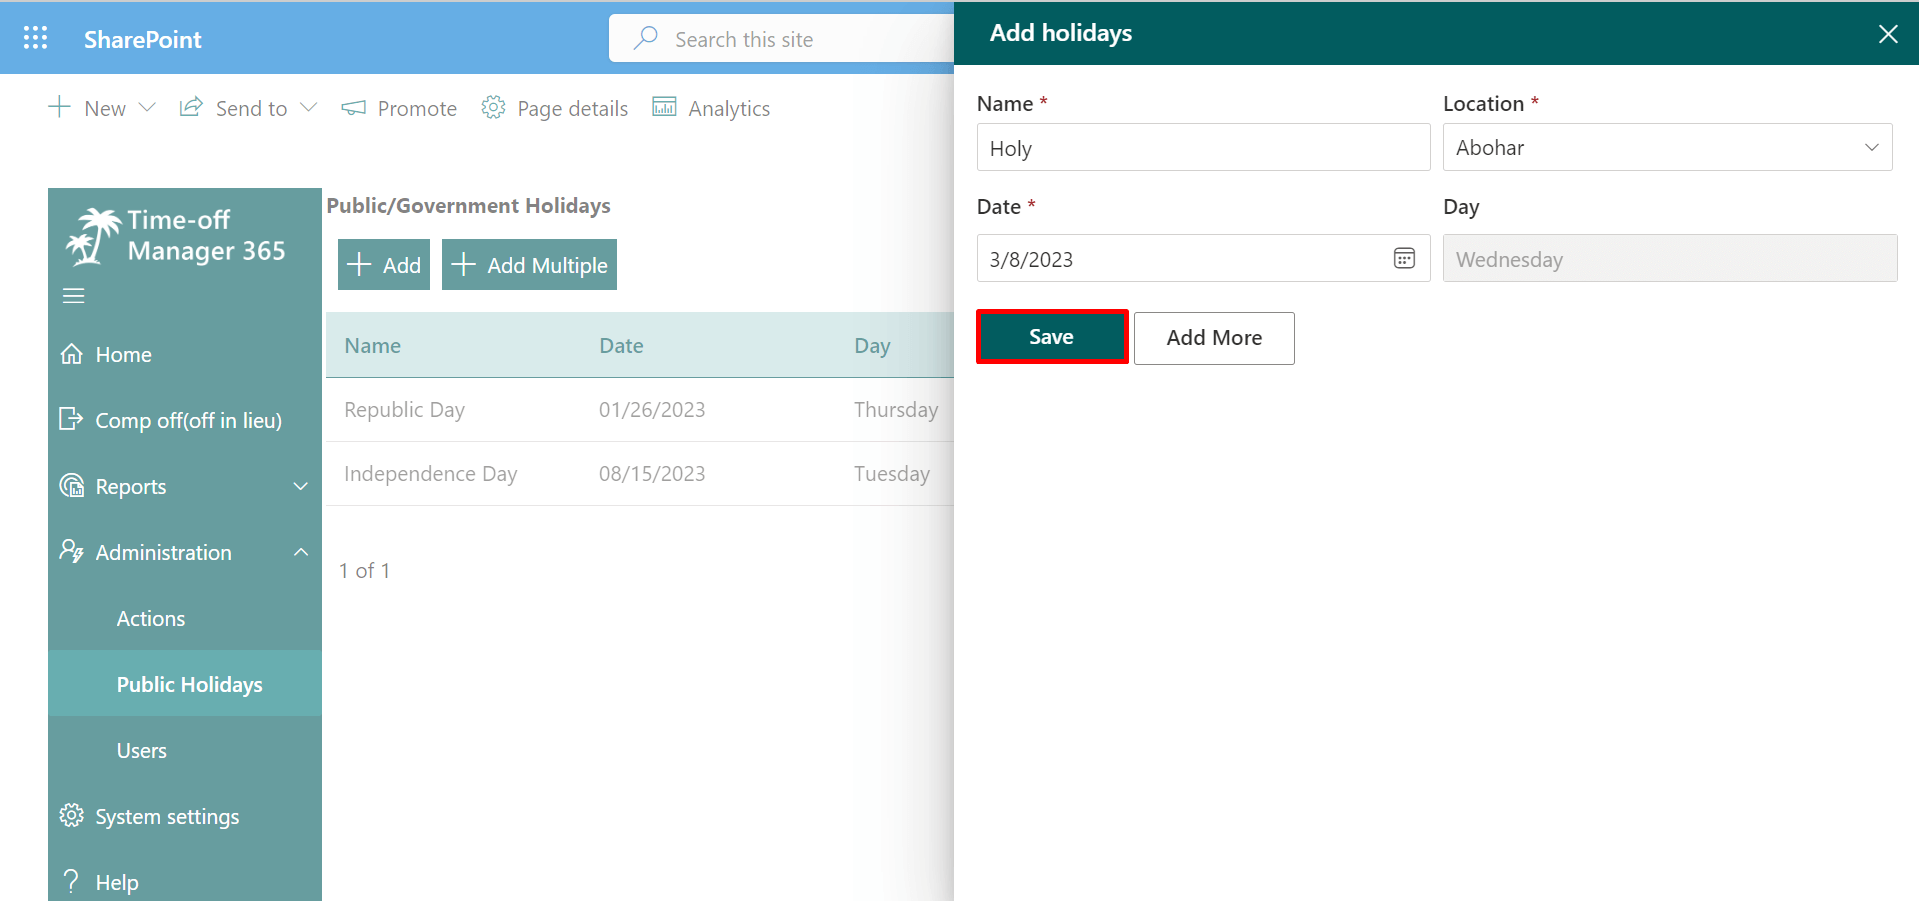 SharePoint
Search this site
New
Send to
Promote
Page details
Analytics
Time-off
Manager 365
Home
Comp off(off in lieu)
Reports
Administration
Actions
Public Holidays
Users
System settings
Help
Public/Government Holidays
Add
Add Multiple
Name Date Day
Republic Day 01/26/2023 Thursday
Independence Day 08/15/2023 Tuesday
1 of 1
Add holidays
Name * Location *
Holy Abohar
Date * Day
3/8/2023 Wednesday
Save Add More